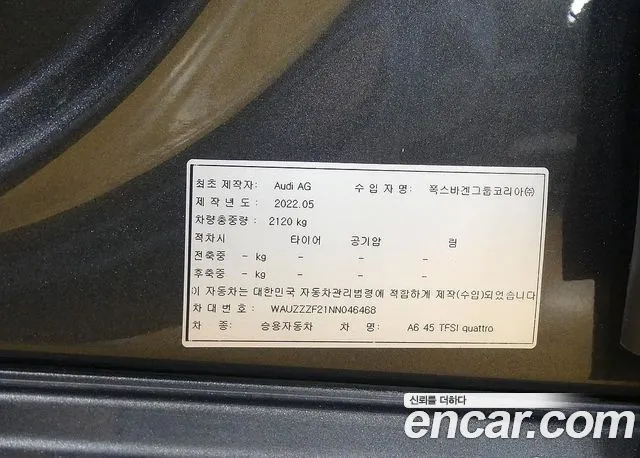 최초 제작자: Audi AG 수 입 자 명: 폭스바겐그룹코리아㈜
제 작 년 도 : 2022.05
차량총중량 : 2120 kg
적차시 타이어 공기압 림
전축중 - kg - - -
후축중 - kg - - -
이 자동차는 대한민국 자동차관리법령에 적합하게 제작(수입)되었습니다
차 대 번 호 : WAUZZZF21NN046468
차 종: 승용자동차 차 명: A6 45 TFSI quattro
신뢰를 더하다
encar.com